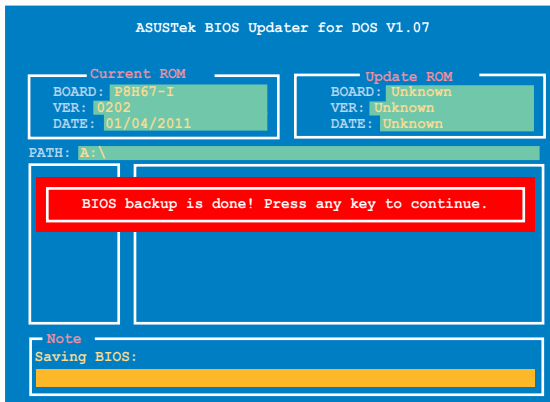 ASUSTek BIOS Updater for DOS V1.07
Current ROM
BOARD: P8H67-I
VER: 0202
DATE: 01/04/2011
Update ROM
BOARD: Unknown
VER: Unknown
DATE: Unknown
PATH: A:\
BIOS backup is done! Press any key to continue.
Note
Saving BIOS: